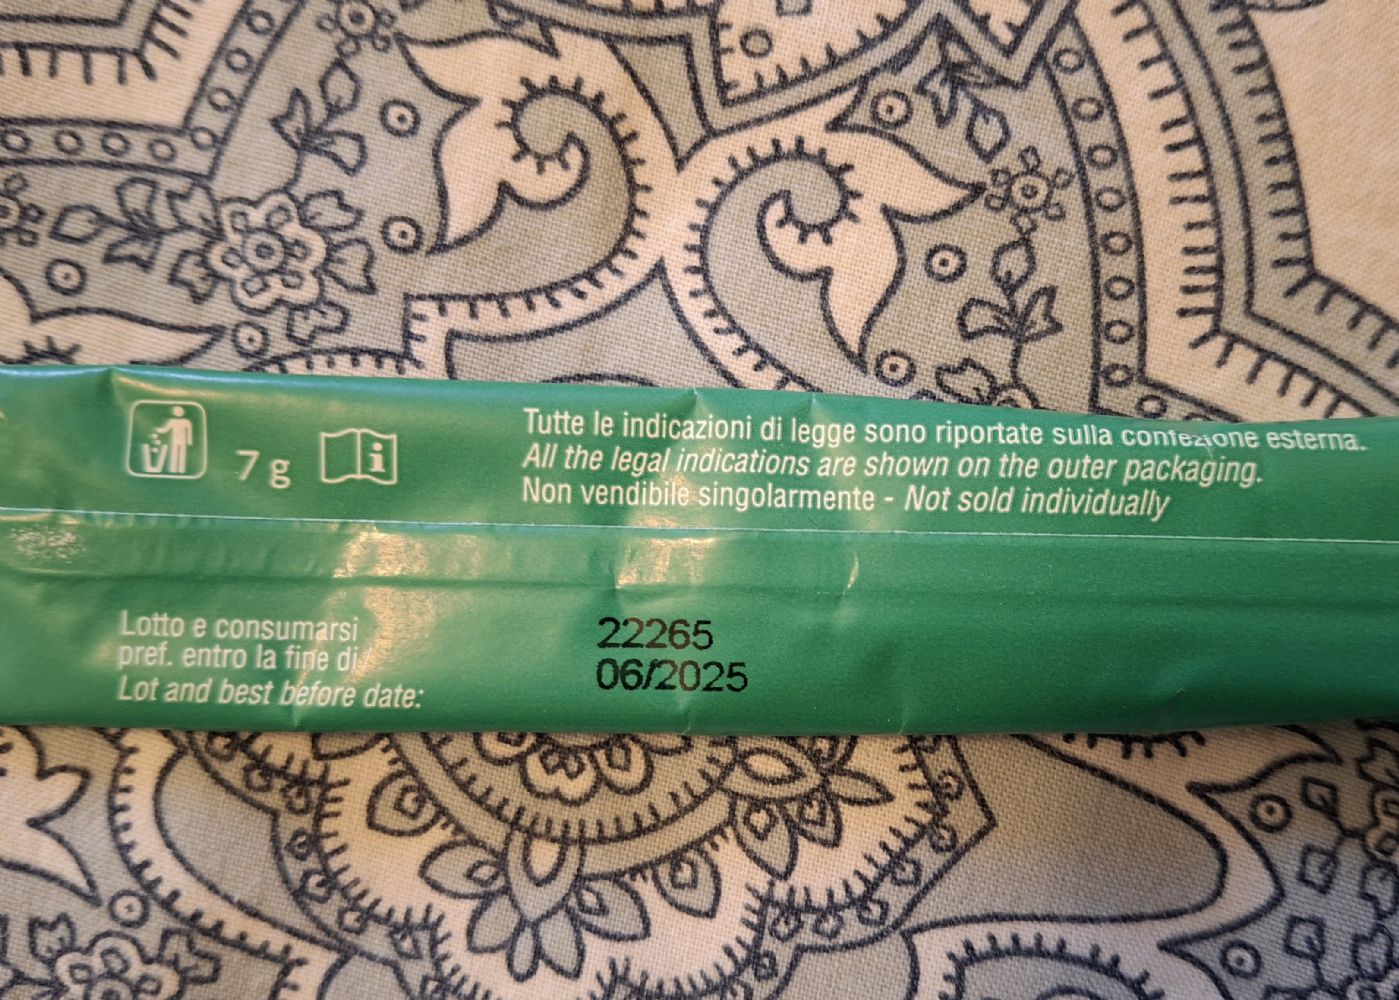 7 g
Tutte le indicazioni di legge sono riportate sulla confezione esterna.
All the legal indications are shown on the outer packaging.
Non vendibile singolarmente - Not sold individually
Lotto e consumarsi
pref. entro la fine di
Lot and best before date:
22265
06/2025